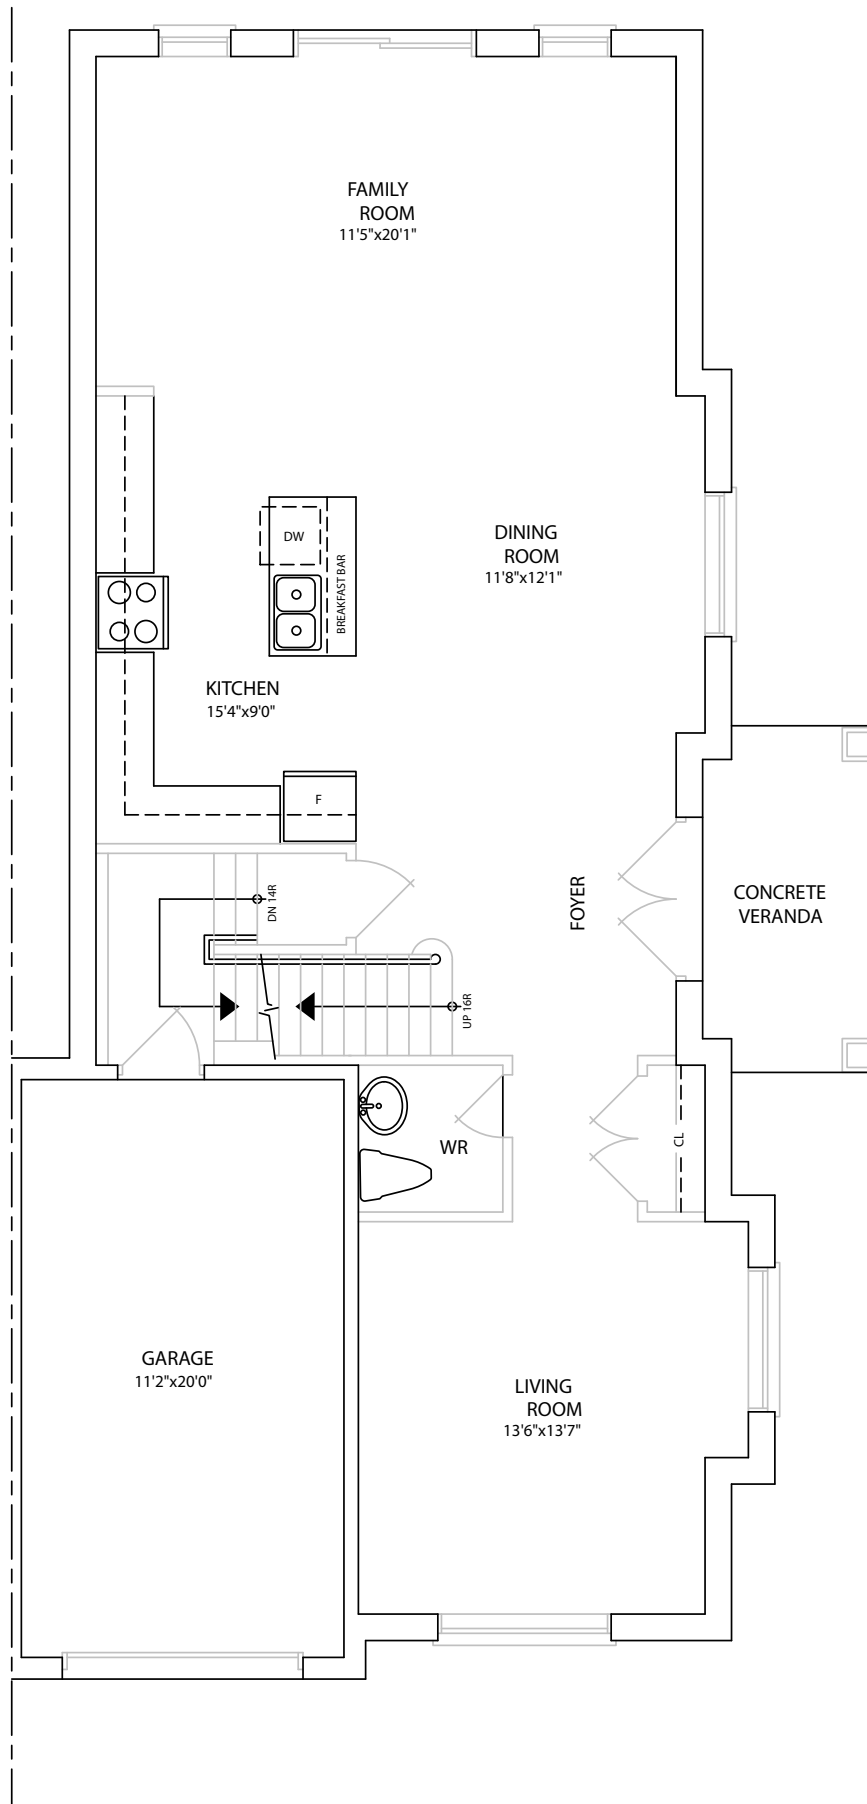 FAMILY
ROOM
11'5"x20'1"
DW
BREAKFAST BAR
DINING
ROOM
11'8"x12'1"
KITCHEN
15'4"x9'0"
F
DN 14R
FOYER
CONCRETE
VERANDA
UP 16R
WR
CL
GARAGE
11'2"x20'0"
LIVING
ROOM
13'6"x13'7"